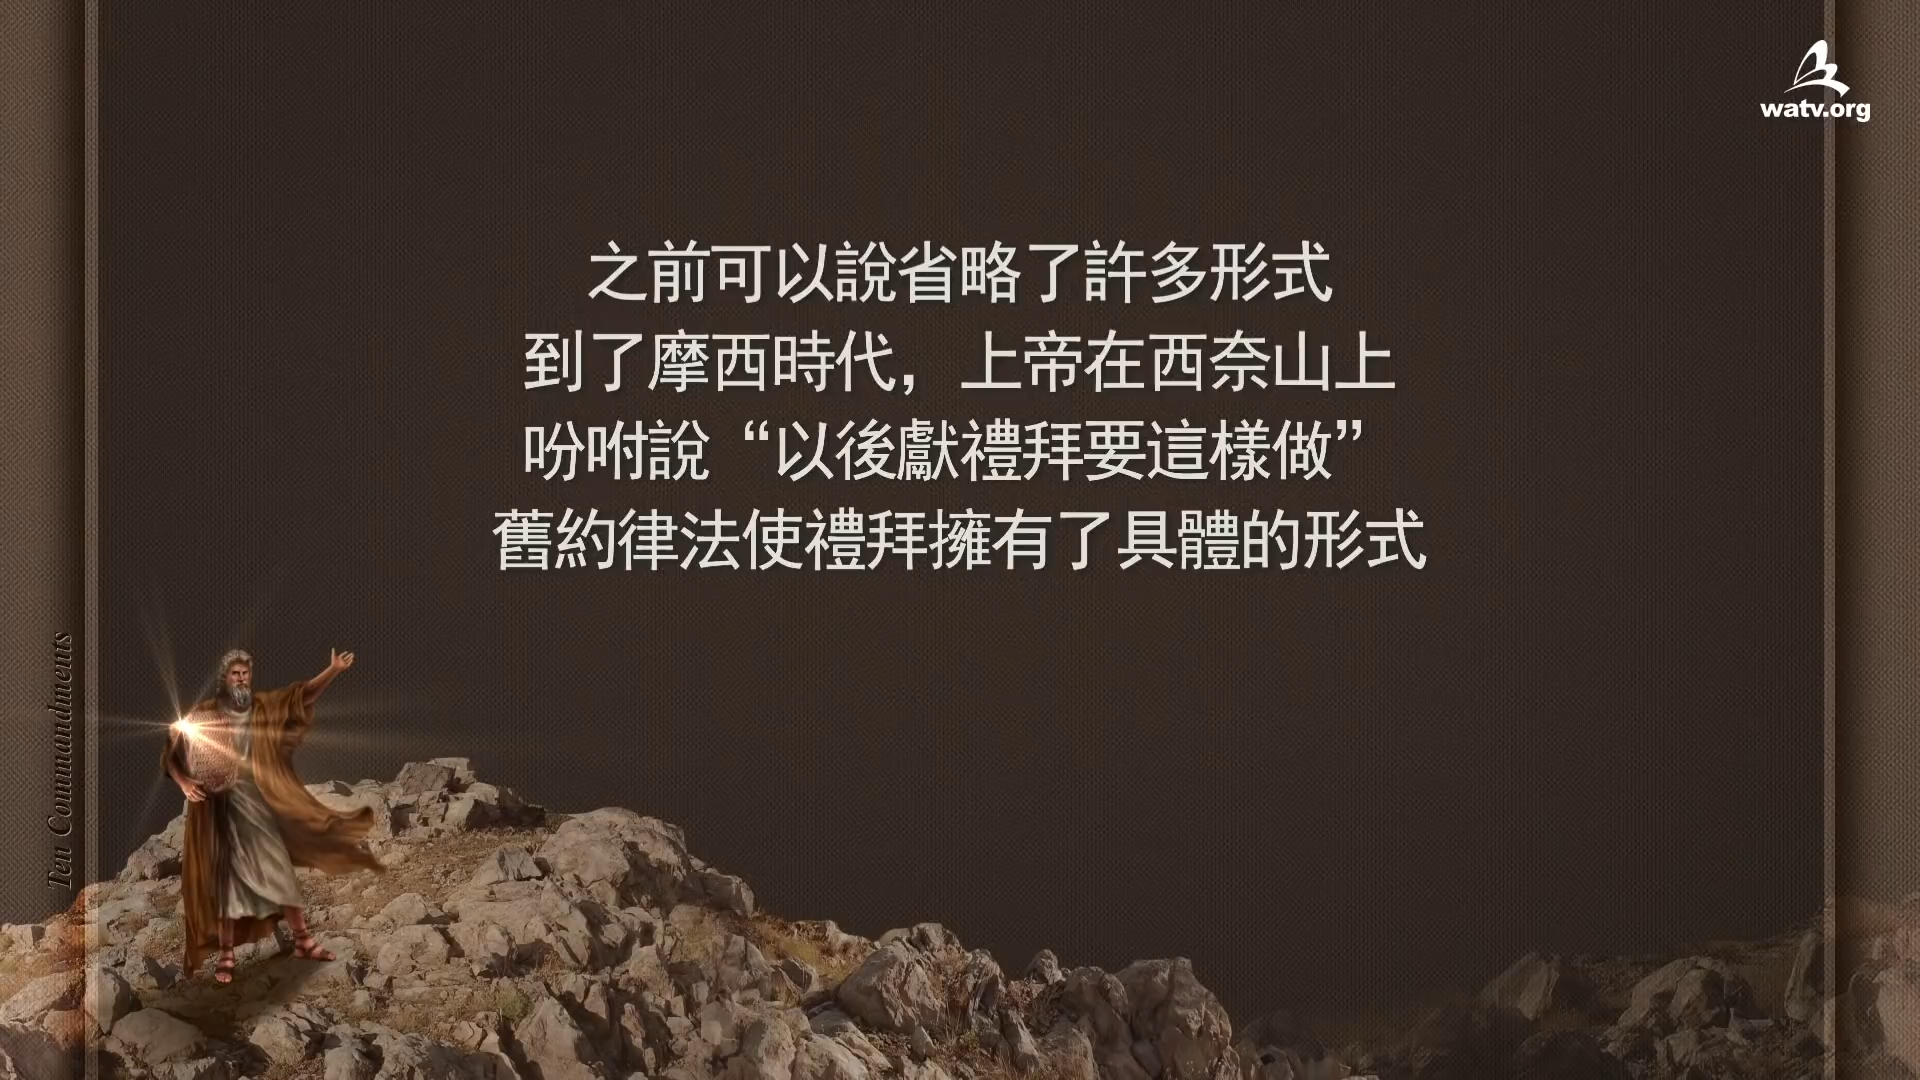 watv.org
之前可以說省略了許多形式
到了摩西時代，上帝在西奈山上
吩咐說“以後獻禮拜要這樣做”
舊約律法使禮拜擁有了具體的形式
Ten Commandments